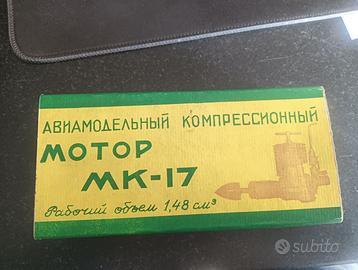 АВИАМОДЕЛЬНЫЙ КОМПРЕССИОННЫЙ
МОТОР
МК-17
Рабочий объем 1,48 см³
subito